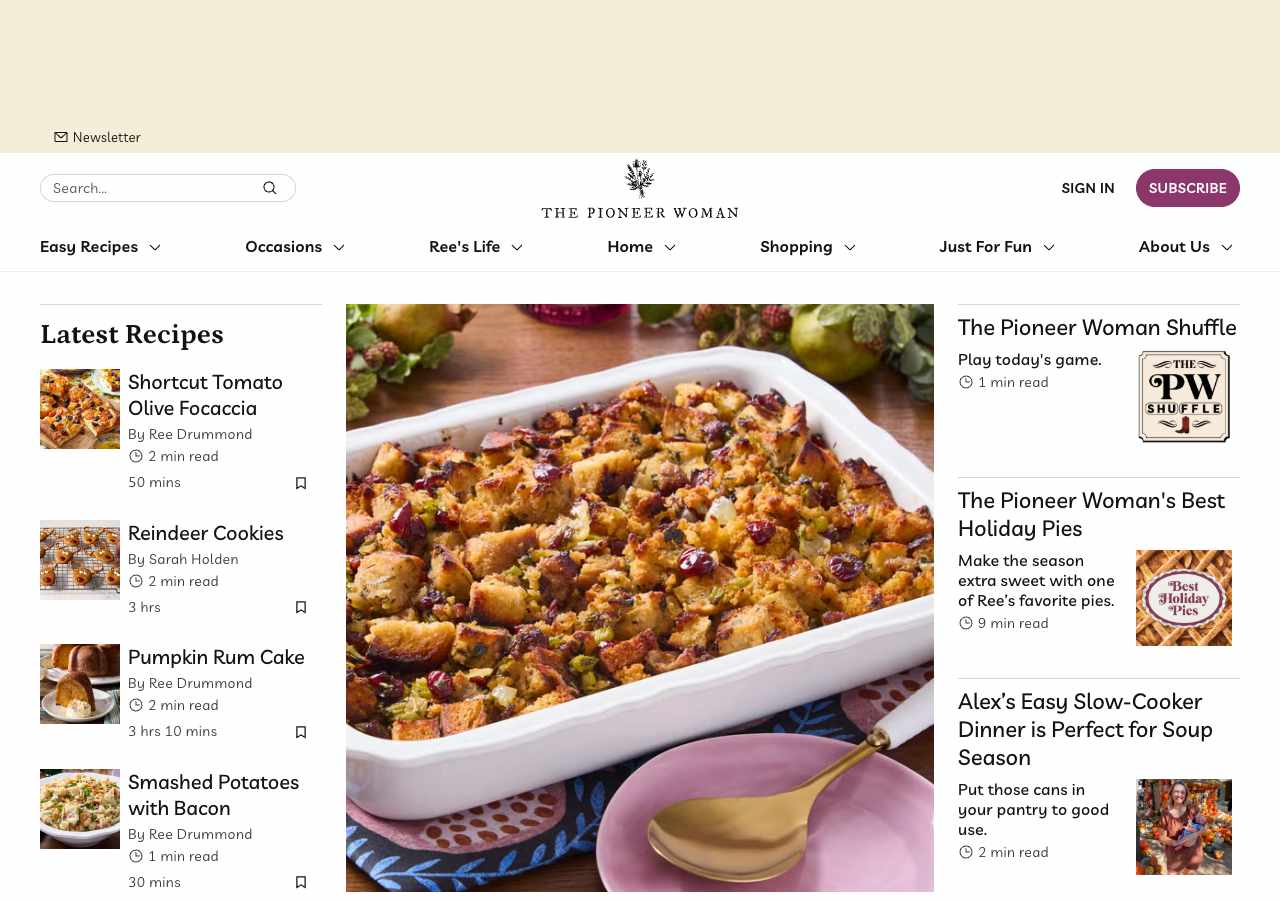 Newsletter
Search...
THE PIONEER WOMAN
SIGN IN
SUBSCRIBE
Easy Recipes
Occasions
Ree's Life
Home
Shopping
Just For Fun
About Us
Latest Recipes
Shortcut Tomato
Olive Focaccia
By Ree Drummond
2 min read
50 mins
Reindeer Cookies
By Sarah Holden
2 min read
3 hrs
Pumpkin Rum Cake
By Ree Drummond
2 min read
3 hrs 10 mins
Smashed Potatoes
with Bacon
By Ree Drummond
1 min read
30 mins
The Pioneer Woman Shuffle
Play today's game.
1 min read
THE
PW
SHUFFLE
The Pioneer Woman's Best
Holiday Pies
Make the season
extra sweet with one
of Ree’s favorite pies.
9 min read
Best
Holiday
Pies
Alex’s Easy Slow-Cooker
Dinner is Perfect for Soup
Season
Put those cans in
your pantry to good
use.
2 min read